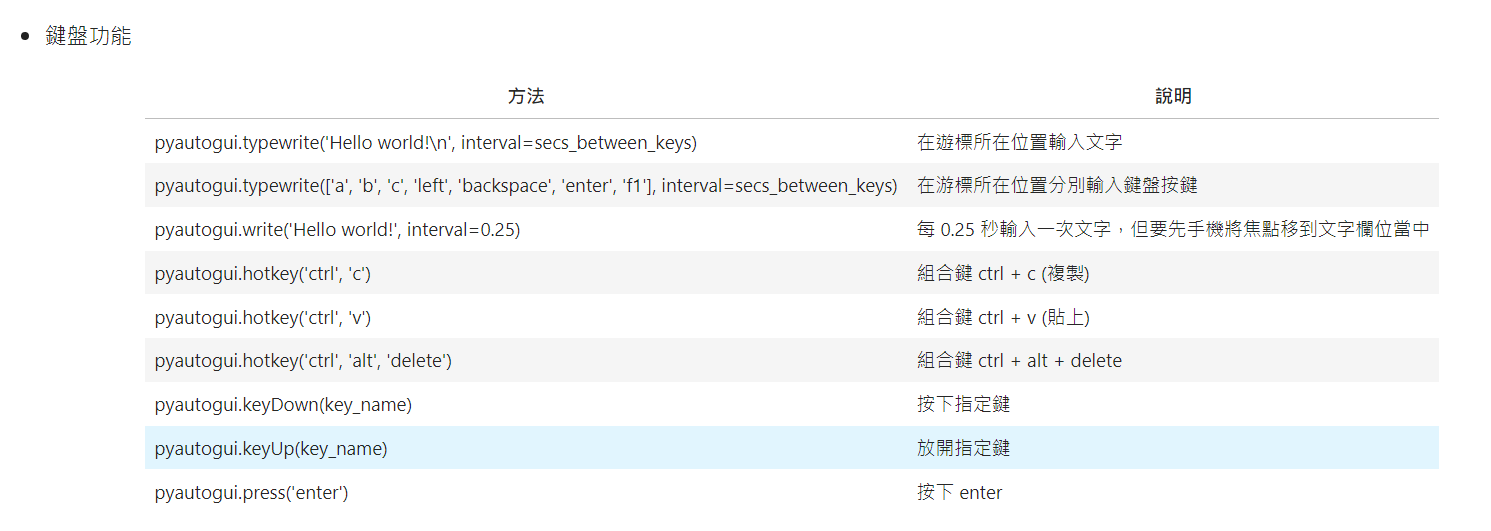 鍵盤功能
方法 說明
pyautogui.typewrite('Hello world!\n', interval=secs_between_keys) 在遊標所在位置輸入文字
pyautogui.typewrite(['a', 'b', 'c', 'left', 'backspace', 'enter', 'f1'], interval=secs_between_keys) 在游標所在位置分別輸入鍵盤按鍵
pyautogui.write('Hello world!', interval=0.25) 每 0.25 秒輸入一次文字，但要先手機將焦點移到文字欄位當中
pyautogui.hotkey('ctrl', 'c') 組合鍵 ctrl + c (複製)
pyautogui.hotkey('ctrl', 'v') 組合鍵 ctrl + v (貼上)
pyautogui.hotkey('ctrl', 'alt', 'delete') 組合鍵 ctrl + alt + delete
pyautogui.keyDown(key_name) 按下指定鍵
pyautogui.keyUp(key_name) 放開指定鍵
pyautogui.press('enter') 按下 enter